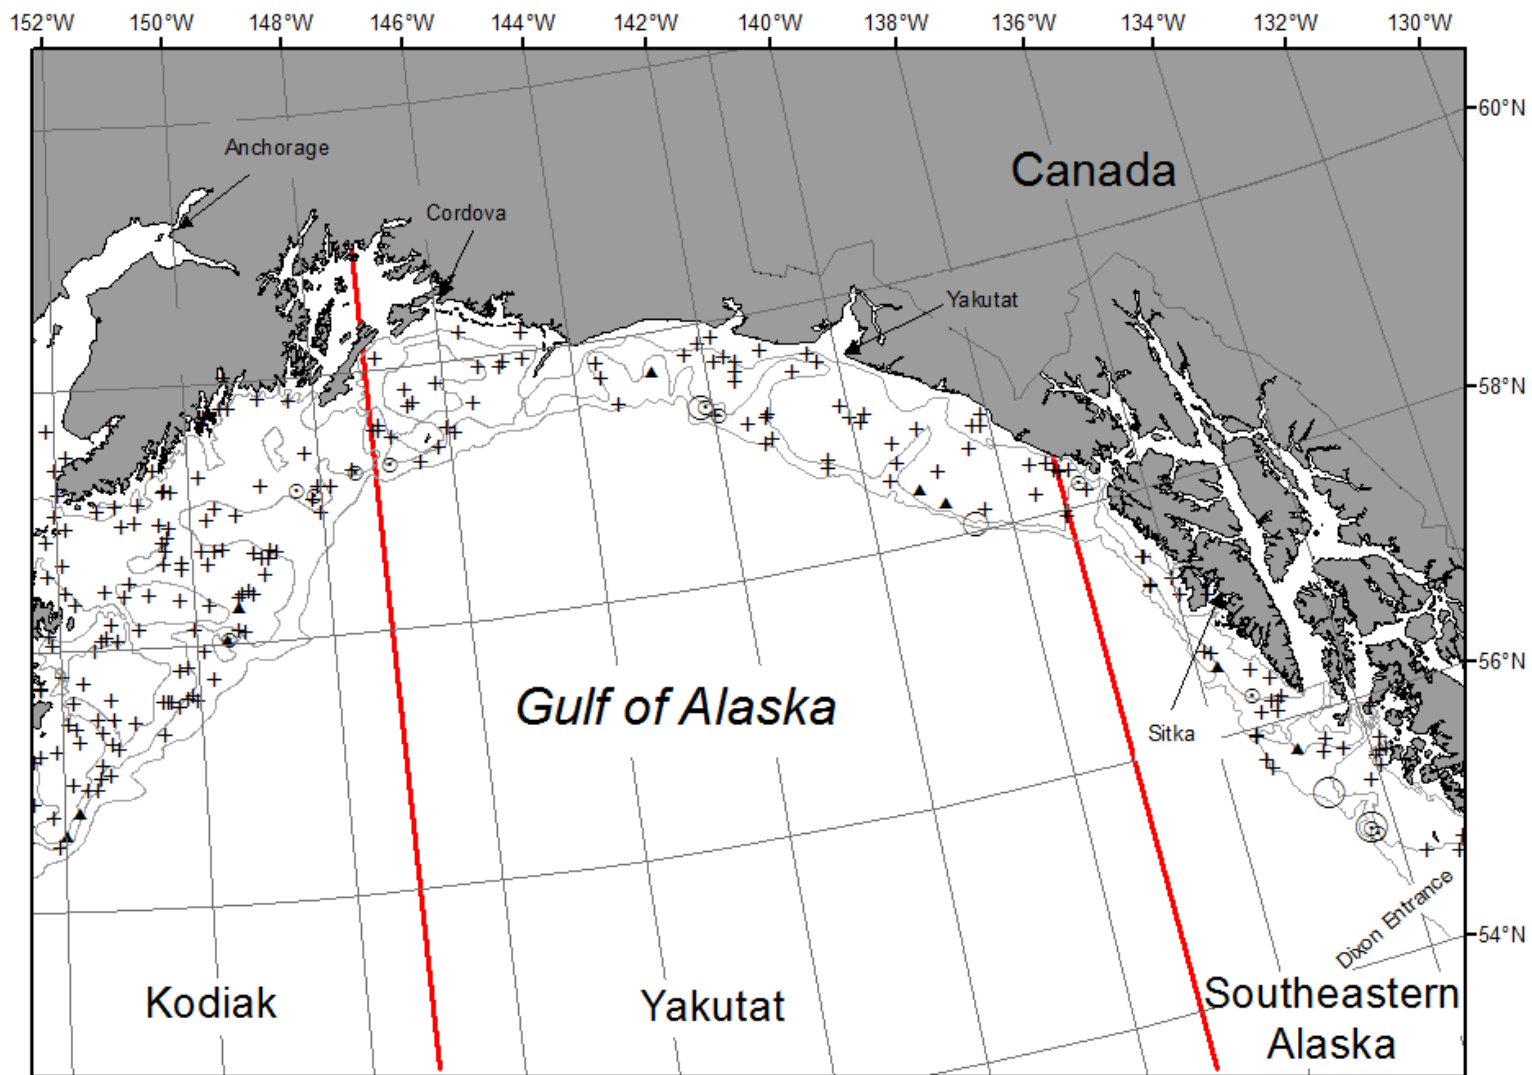 152°W 150°W 148°W 146°W 144°W 142°W 140°W 138°W 136°W 134°W 132°W 130°W
60°N
Anchorage
Canada
Cordova
Yakutat
58°N
56°N
Gulf of Alaska
Sitka
Dixon Entrance
54°N
Kodiak
Yakutat
Southeastern
Alaska